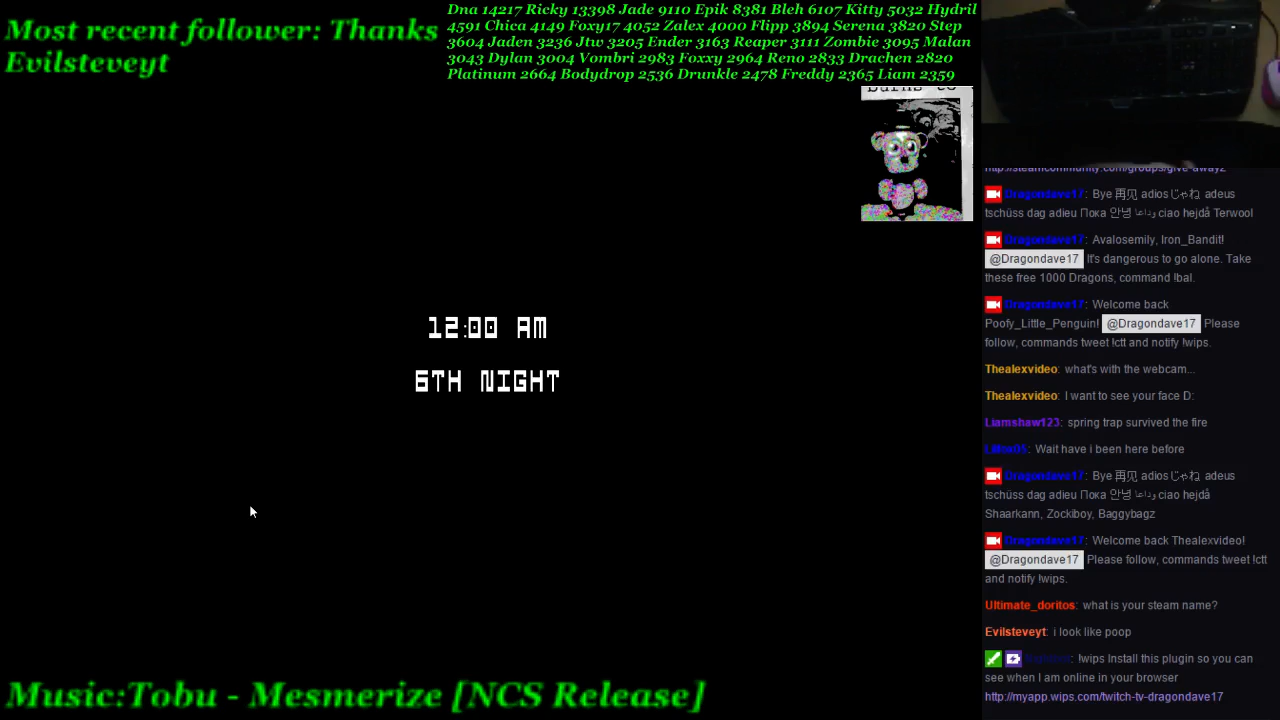 Most recent follower: Thanks
Evilsteveyt
Dna 14217 Ricky 13398 Jade 9110 Epik 8381 Bleh 6107 Kitty 5032 Hydril
4591 Chica 4149 Foxy17 4052 Zalex 4000 Flipp 3894 Serena 3820 Step
3604 Jaden 3236 Jtw 3205 Ender 3163 Reaper 3111 Zombie 3095 Malan
3043 Dylan 3004 Vombri 2983 Foxxy 2964 Reno 2833 Drachen 2820
Platinum 2664 Bodydrop 2536 Drunkle 2478 Freddy 2365 Liam 2359
12:00 AM
6TH NIGHT
Music:Tobu - Mesmerize [NCS Release]
http://steamcommunity.com/groups/give-away2
Dragondave17: Bye 再见 adios じゃね adeus
tschüss dag adieu Пока 안녕 وداعا ciao hejdå Terwool
Dragondave17: Avalosemily, Iron_Bandit!
@Dragondave17 It's dangerous to go alone. Take
these free 1000 Dragons, command !bal.
Dragondave17: Welcome back
Poofy_Little_Penguin! @Dragondave17 Please
follow, commands tweet !ctt and notify !wips.
Thealexvideo: what's with the webcam...
Thealexvideo: I want to see your face D:
Liamshaw123: spring trap survived the fire
Wait have i been here before
Dragondave17: Bye 再见 adios じゃね adeus
tschüss dag adieu Пока 안녕 وداعا ciao hejdå
Shaarkann, Zockiboy, Baggybagz
Dragondave17: Welcome back Thealexvideo!
@Dragondave17 Please follow, commands tweet !ctt
and notify !wips.
Ultimate_doritos: what is your steam name?
Evilsteveyt: i look like poop
: !wips Install this plugin so you can
see when I am online in your browser
http://myapp.wips.com/twitch-tv-dragondave17